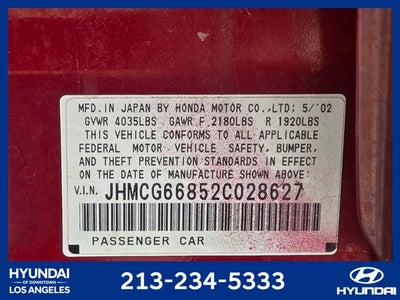 MFD. IN JAPAN BY HONDA MOTOR CO.,LTD; 5/'02
GVWR 4035LBS GAWR F 2180LBS R 1920LBS
THIS VEHICLE CONFORMS TO ALL APPLICABLE
FEDERAL MOTOR VEHICLE SAFETY, BUMPER,
AND THEFT PREVENTION STANDARDS IN EFFECT
ON THE DATE OF MANUFACTURE SHOWN ABOVE.
V.I.N. JHMCG66852C028627
PASSENGER CAR
HYUNDAI
OF DOWNTOWN
LOS ANGELES
213-234-5333
HYUNDAI